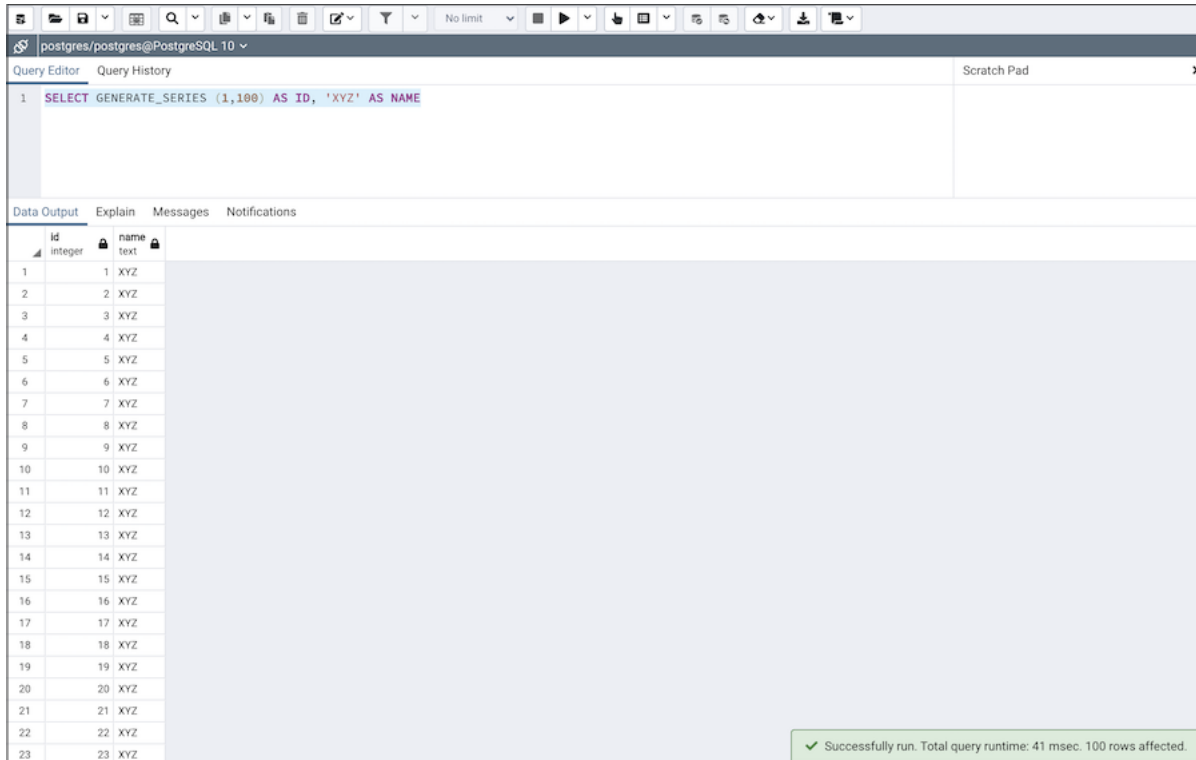 No limit
postgres/postgres@PostgreSQL 10
Query Editor Query History Scratch Pad
1 SELECT GENERATE_SERIES (1,100) AS ID, 'XYZ' AS NAME
Data Output Explain Messages Notifications
id name
integer text
1 1 XYZ
2 2 XYZ
3 3 XYZ
4 4 XYZ
5 5 XYZ
6 6 XYZ
7 7 XYZ
8 8 XYZ
9 9 XYZ
10 10 XYZ
11 11 XYZ
12 12 XYZ
13 13 XYZ
14 14 XYZ
15 15 XYZ
16 16 XYZ
17 17 XYZ
18 18 XYZ
19 19 XYZ
20 20 XYZ
21 21 XYZ
22 22 XYZ
23 23 XYZ
Successfully run. Total query runtime: 41 msec. 100 rows affected.